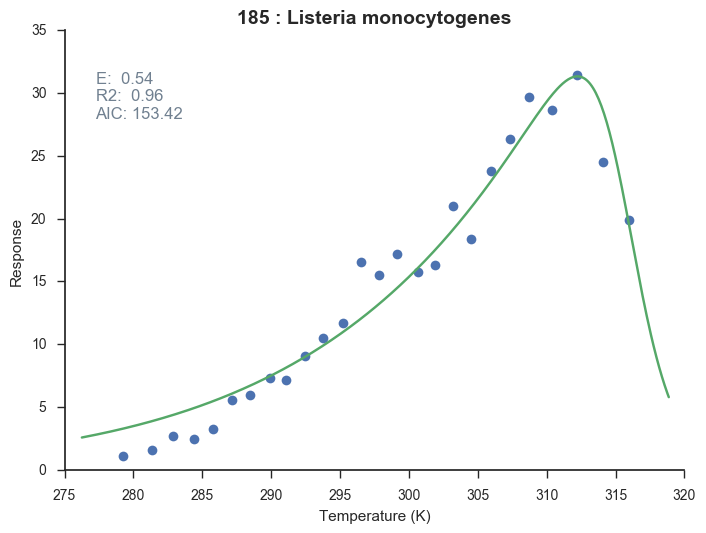 185 : Listeria monocytogenes
E: 0.54
R2: 0.96
AIC: 153.42
Response
35
30
25
20
15
10
5
0
275 280 285 290 295 300 305 310 315 320
Temperature (K)